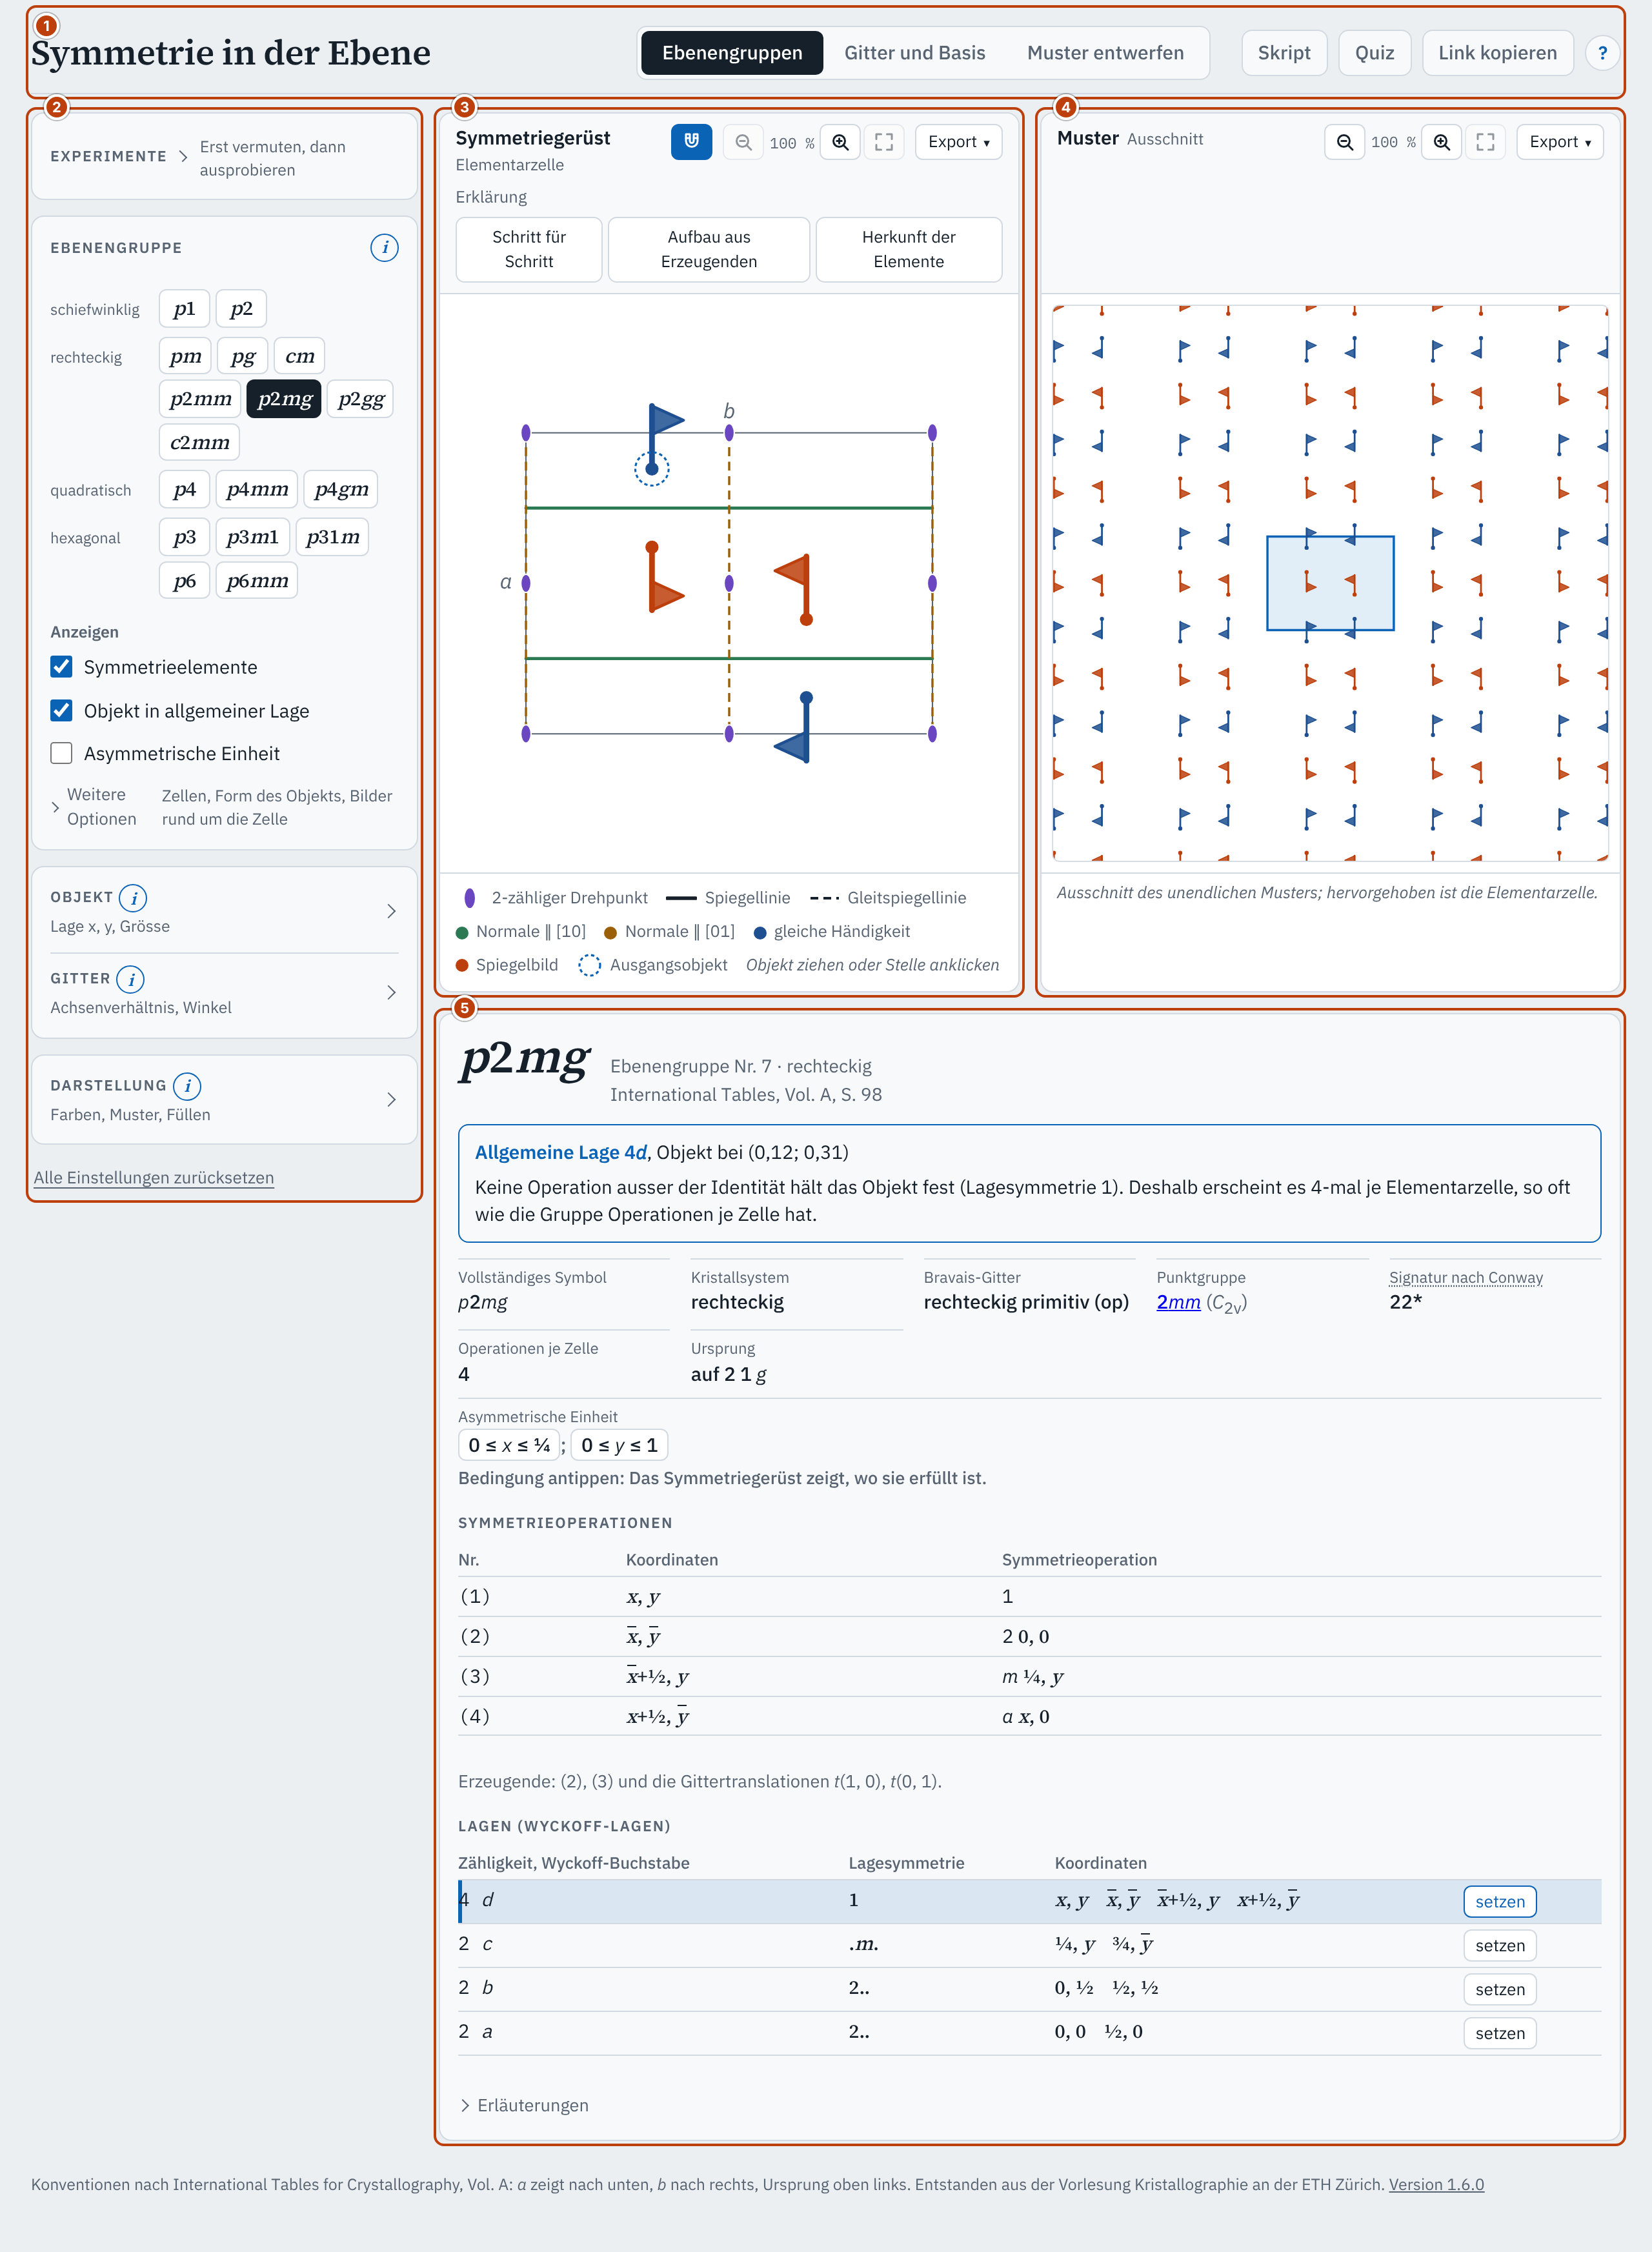 1
Symmetrie in der Ebene
Ebenengruppen Gitter und Basis Muster entwerfen Skript Quiz Link kopieren ?
2
EXPERIMENTE Erst vermuten, dann
ausprobieren
EBENENGRUPPE i
schiefwinklig p1 p2
rechteckig pm pg cm
p2mm p2mg p2gg
c2mm
quadratisch p4 p4mm p4gm
hexagonal p3 p3m1 p31m
p6 p6mm
Anzeigen
Symmetrieelemente
Objekt in allgemeiner Lage
Asymmetrische Einheit
Weitere Optionen
Zellen, Form des Objekts, Bilder
rund um die Zelle
OBJEKT i
Lage x, y, Grösse
GITTER i
Achsenverhältnis, Winkel
DARSTELLUNG i
Farben, Muster, Füllen
Alle Einstellungen zurücksetzen
3
Symmetriegerüst 100 % Export ▾
Elementarzelle
Erklärung
Schritt für
Schritt
Aufbau aus
Erzeugenden
Herkunft der
Elemente
b
a
2-zähliger Drehpunkt Spiegellinie Gleitspiegellinie
Normale ∥ [10] Normale ∥ [01] gleiche Händigkeit
Spiegelbild Ausgangsobjekt Objekt ziehen oder Stelle anklicken
4
Muster Ausschnitt 100 % Export ▾
Ausschnitt des unendlichen Musters; hervorgehoben ist die Elementarzelle.
5
p2mg Ebenengruppe Nr. 7 · rechteckig
International Tables, Vol. A, S. 98
Allgemeine Lage 4d, Objekt bei (0,12; 0,31)
Keine Operation ausser der Identität hält das Objekt fest (Lagesymmetrie 1). Deshalb erscheint es 4-mal je Elementarzelle, so oft
wie die Gruppe Operationen je Zelle hat.
Vollständiges Symbol Kristallsystem Bravais-Gitter Punktgruppe Signatur nach Conway
p2mg rechteckig rechteckig primitiv (op) 2mm (C2v) 22*
Operationen je Zelle Ursprung
4 auf 2 1 g
Asymmetrische Einheit
0 ≤ x ≤ ¼ ; 0 ≤ y ≤ 1
Bedingung antippen: Das Symmetriegerüst zeigt, wo sie erfüllt ist.
SYMMETRIEOPERATIONEN
Nr. Koordinaten Symmetrieoperation
(1) x, y 1
(2) x̅, y̅ 2 0, 0
(3) x̅+½, y m ¼, y
(4) x+½, y̅ a x, 0
Erzeugende: (2), (3) und die Gittertranslationen t(1, 0), t(0, 1).
LAGEN (WYCKOFF-LAGEN)
Zähligkeit, Wyckoff-Buchstabe Lagesymmetrie Koordinaten
4 d 1 x, y x̅, y̅ x̅+½, y x+½, y̅ setzen
2 c .m. ¼, y ¾, y̅ setzen
2 b 2.. 0, ½ ½, ½ setzen
2 a 2.. 0, 0 ½, 0 setzen
Erläuterungen
Konventionen nach International Tables for Crystallography, Vol. A: a zeigt nach unten, b nach rechts, Ursprung oben links. Entstanden aus der Vorlesung Kristallographie an der ETH Zürich. Version 1.6.0